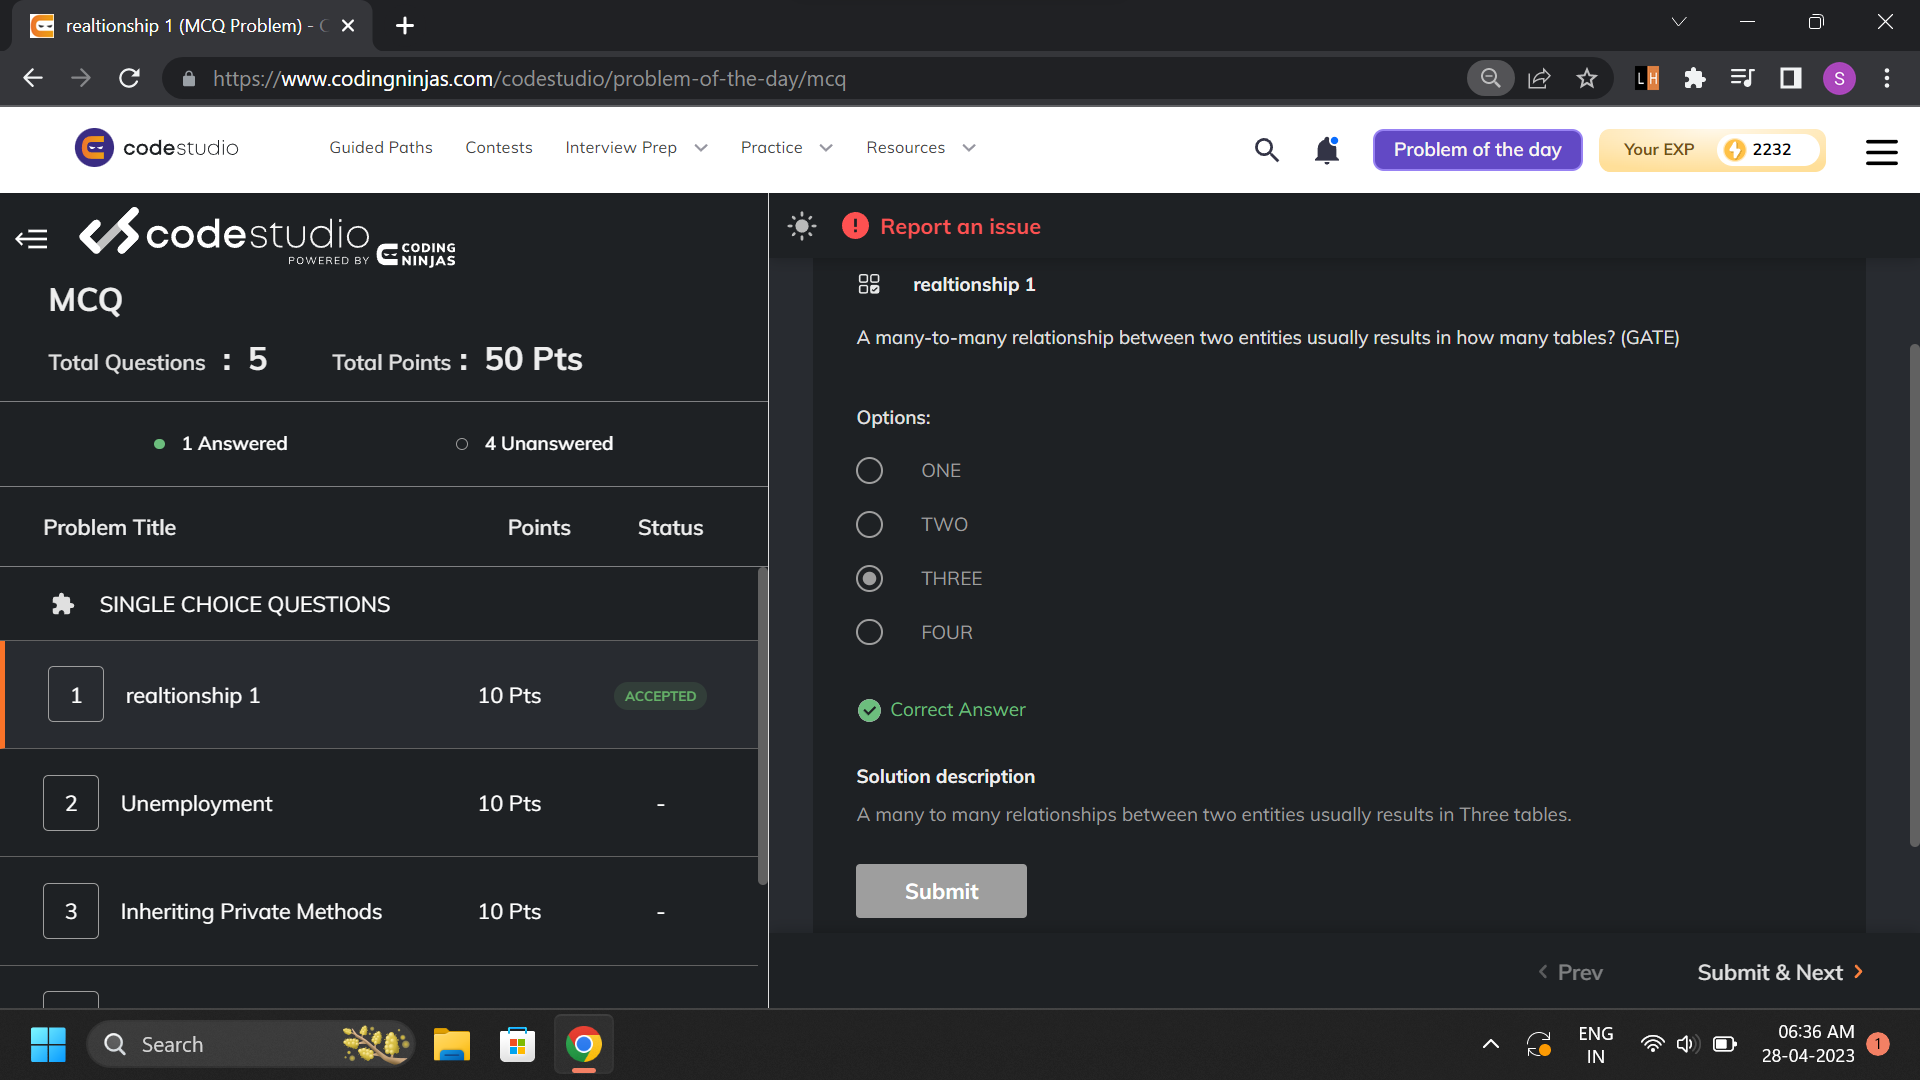 realtionship 1 (MCQ Problem) -
https://www.codingninjas.com/codestudio/problem-of-the-day/mcq
L H
S
codestudio
Guided Paths
Contests
Interview Prep
Practice
Resources
Problem of the day
Your EXP
2232
codestudio
POWERED BY
CODING
NINJAS
MCQ
Total Questions : 5
Total Points : 50 Pts
1 Answered
4 Unanswered
Problem Title
Points
Status
SINGLE CHOICE QUESTIONS
1
realtionship 1
10 Pts
ACCEPTED
2
Unemployment
10 Pts
-
3
Inheriting Private Methods
10 Pts
-
Report an issue
realtionship 1
A many-to-many relationship between two entities usually results in how many tables? (GATE)
Options:
ONE
TWO
THREE
FOUR
Correct Answer
Solution description
A many to many relationships between two entities usually results in Three tables.
Submit
Prev
Submit & Next
Search
ENG
IN
06:36 AM
28-04-2023
1